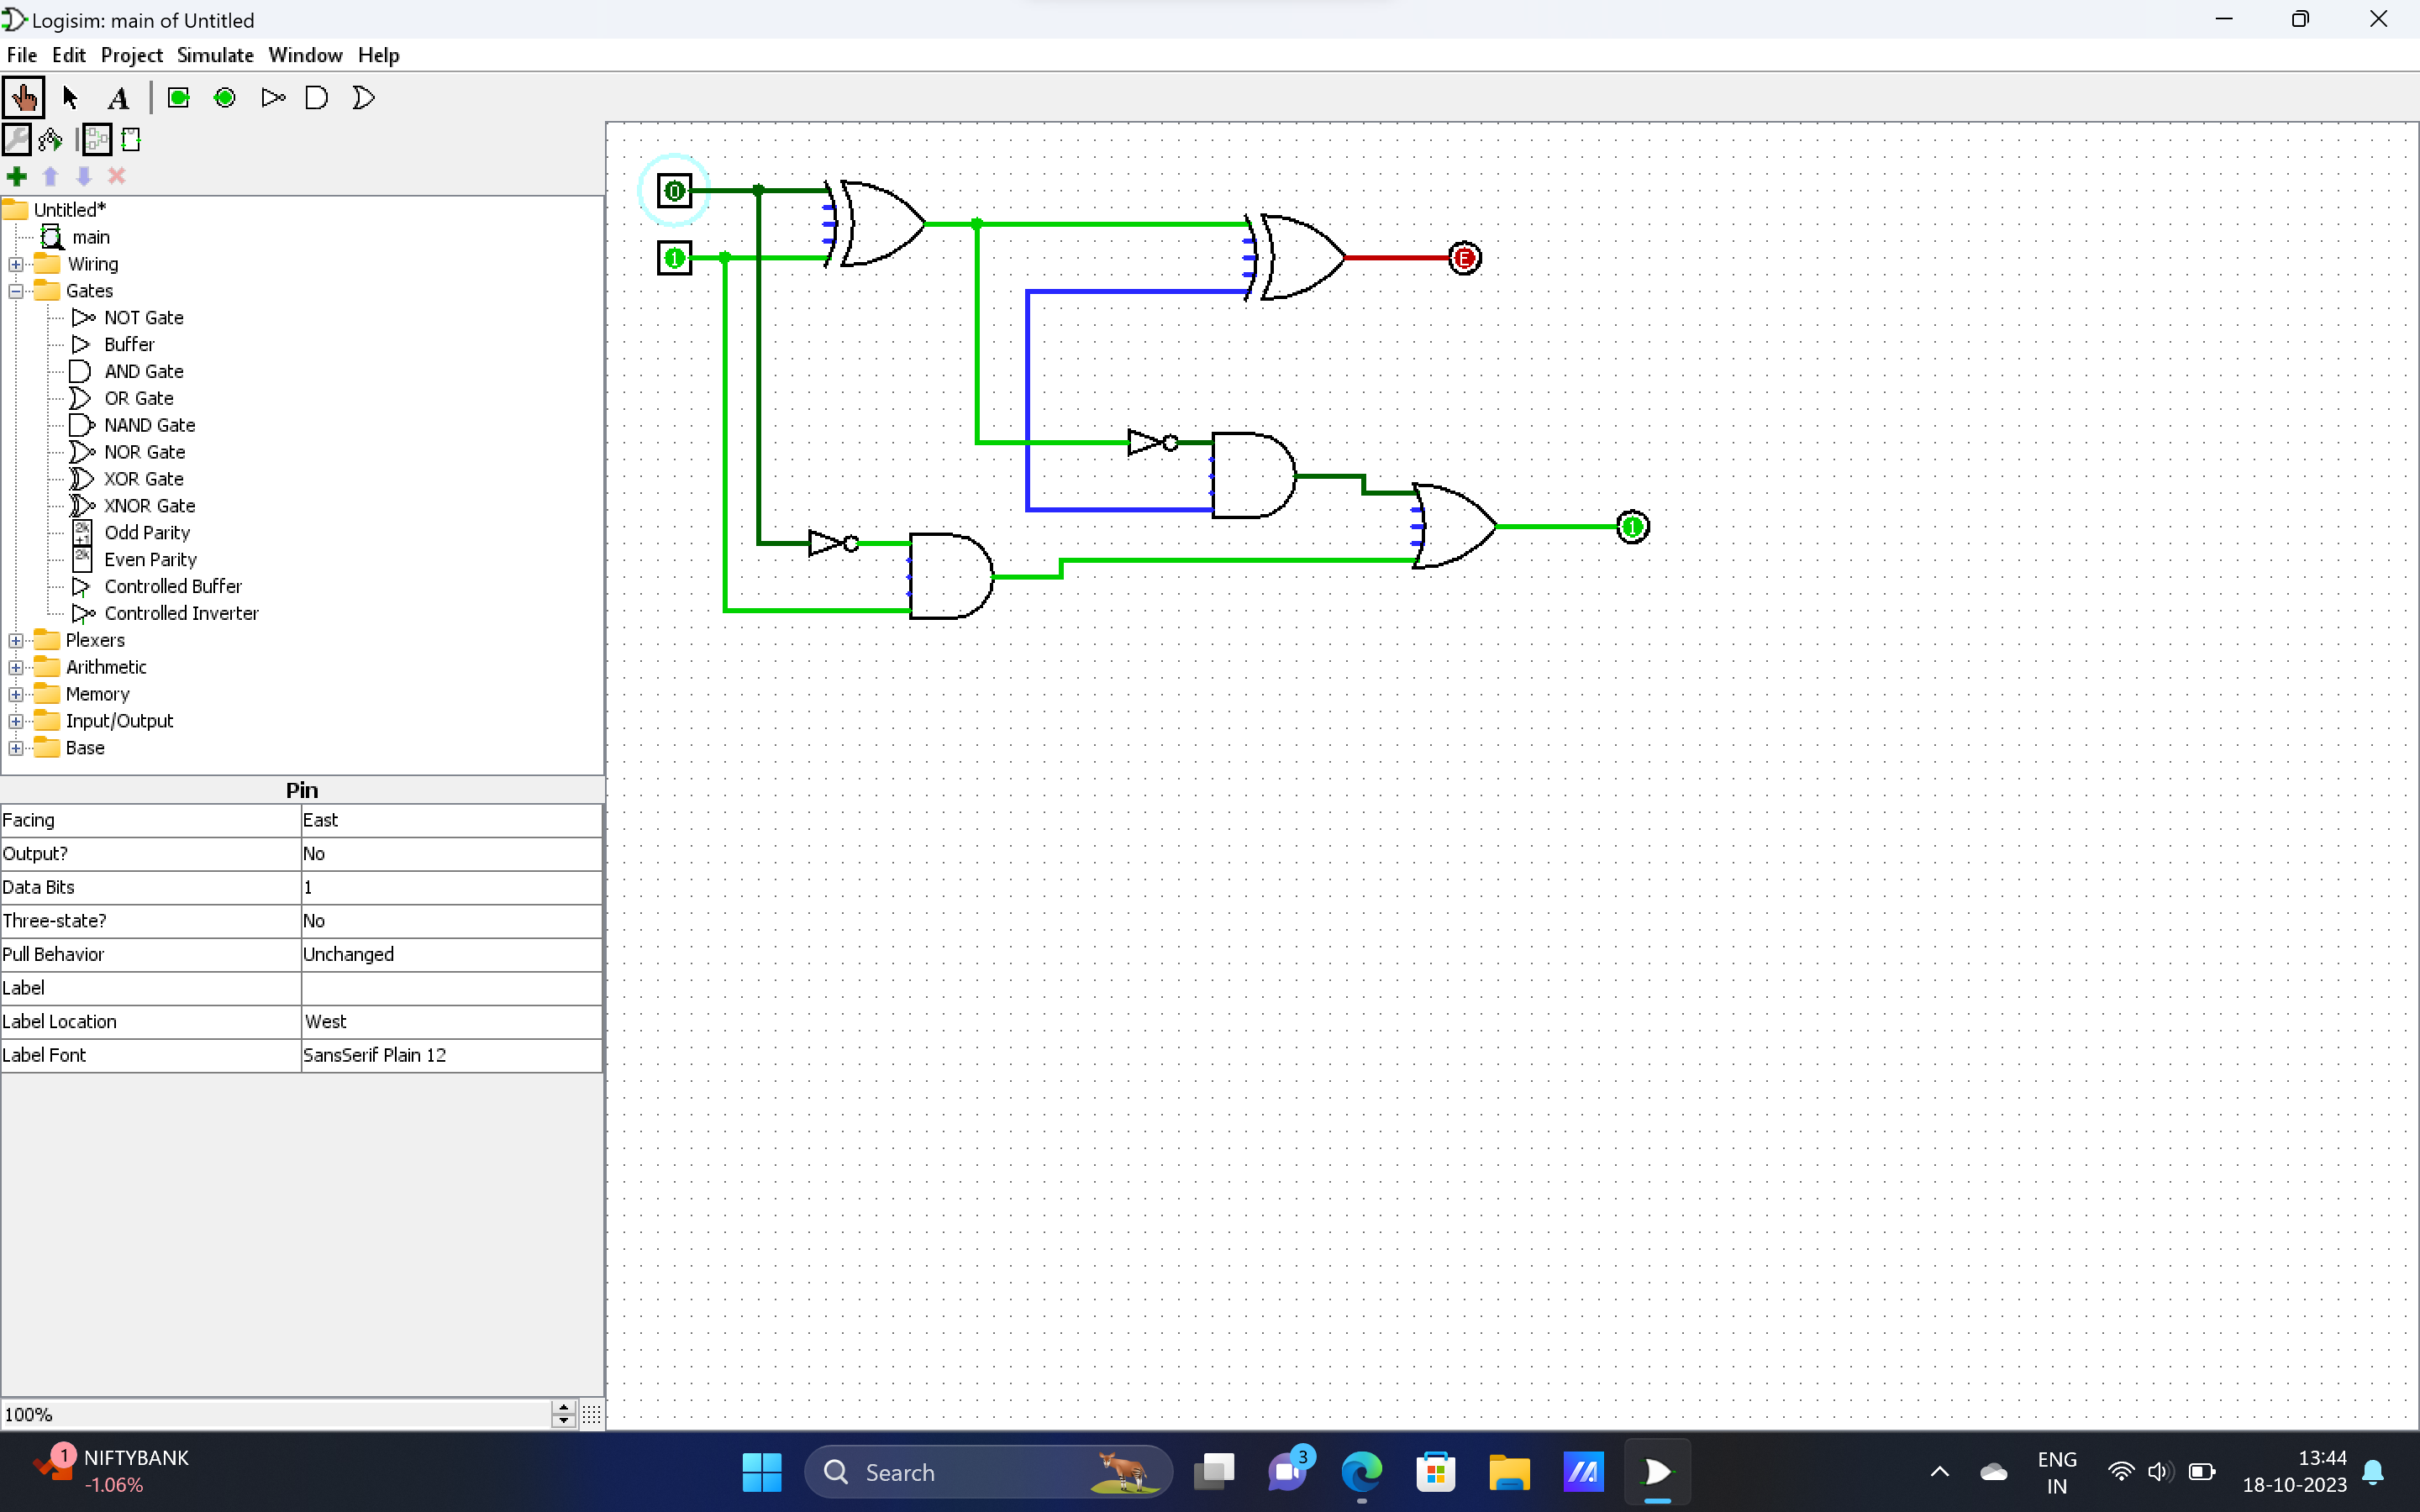 Logisim: main of Untitled
File Edit Project Simulate Window Help
A
Untitled*
main
Wiring
Gates
NOT Gate
Buffer
AND Gate
OR Gate
NAND Gate
NOR Gate
XOR Gate
XNOR Gate
2k+1 Odd Parity
2k Even Parity
Controlled Buffer
Controlled Inverter
Plexers
Arithmetic
Memory
Input/Output
Base
Pin
Facing East
Output? No
Data Bits 1
Three-state? No
Pull Behavior Unchanged
Label
Label Location West
Label Font SansSerif Plain 12
100%
0
1
E
1
1 NIFTYBANK
-1.06%
Search
3
ENG
IN
13:44
18-10-2023